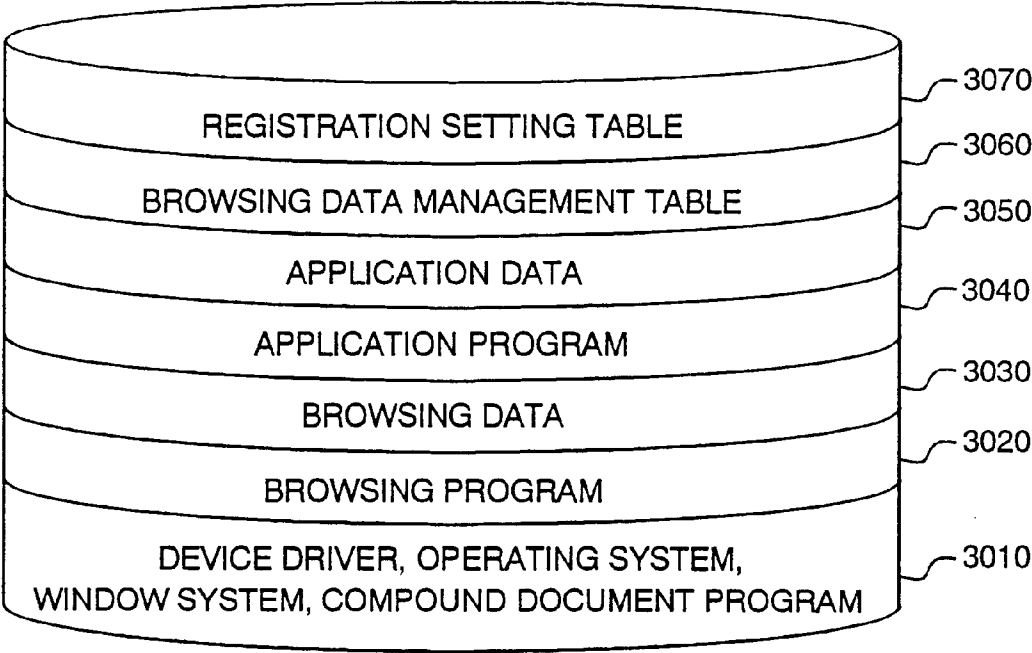 3070
REGISTRATION SETTING TABLE
3060
BROWSING DATA MANAGEMENT TABLE
3050
APPLICATION DATA
3040
APPLICATION PROGRAM
3030
BROWSING DATA
3020
BROWSING PROGRAM
DEVICE DRIVER, OPERATING SYSTEM,
3010
WINDOW SYSTEM, COMPOUND DOCUMENT PROGRAM